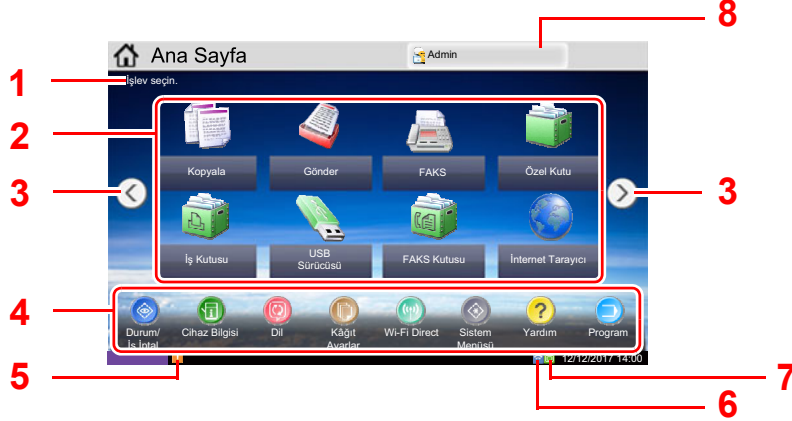 8
Ana Sayfa
Admin
1
İşlev seçin.
2
Kopyala
Gönder
FAKS
Özel Kutu
3
3
İş Kutusu
USB
Sürücüsü
FAKS Kutusu
İnternet Tarayıcı
4
Durum/
İş İptal
Cihaz Bilgisi
Dil
Kâğıt
Ayarlar
Wi-Fi Direct
Sistem
Menüsü
Yardım
Program
5
12/12/2017 14:00
7
6